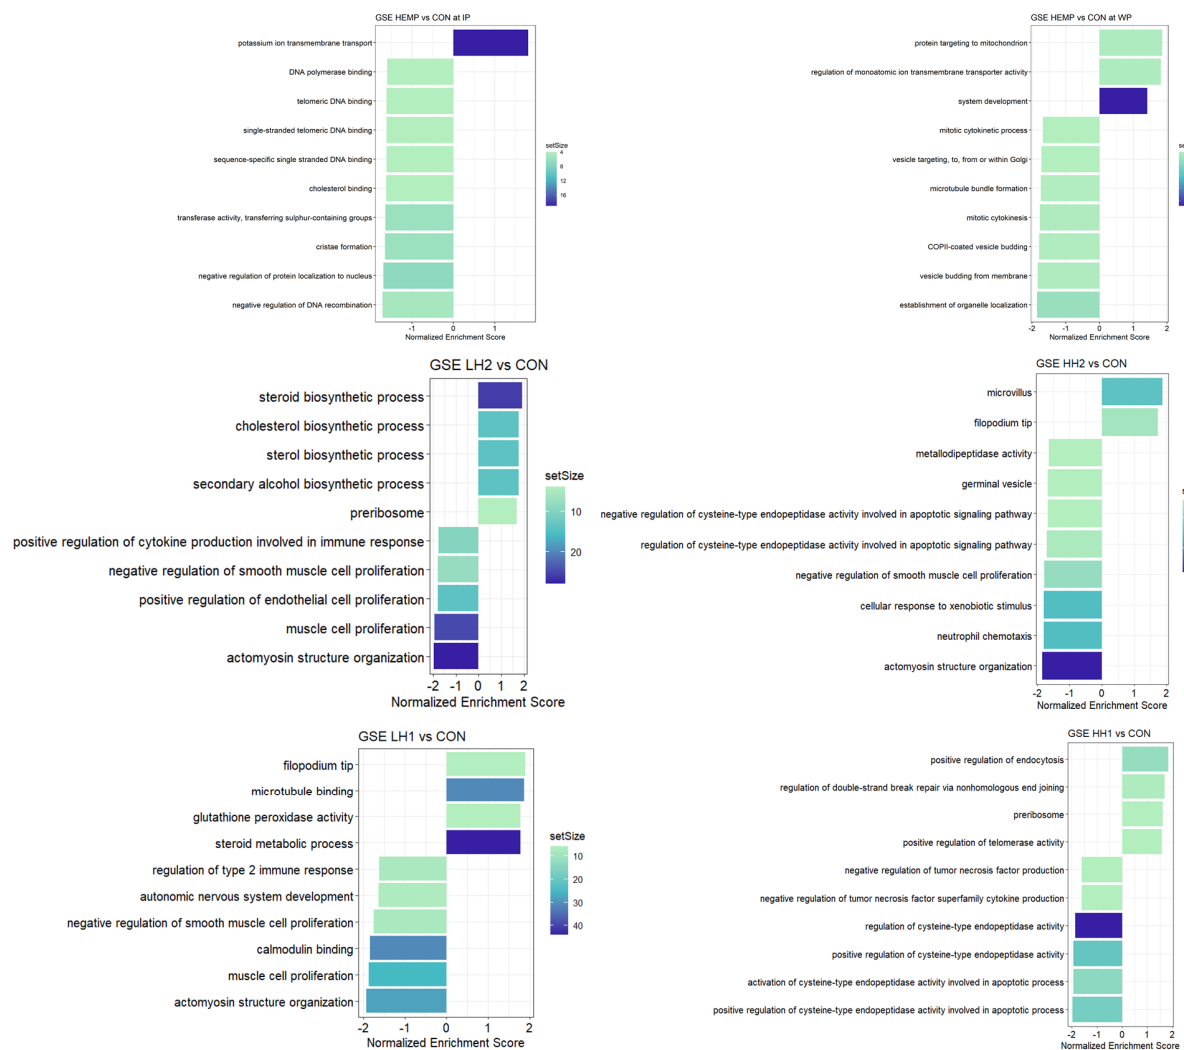 GSE HEMP vs CON at IP
potassium ion transmembrane transport
DNA polymerase binding
telomeric DNA binding
single-stranded telomeric DNA binding
sequence-specific single stranded DNA binding
cholesterol binding
transferase activity, transferring sulphur-containing groups
cristae formation
negative regulation of protein localization to nucleus
negative regulation of DNA recombination
-1 0 1
Normalized Enrichment Score
setSize
4
8
12
16
GSE HEMP vs CON at WP
protein targeting to mitochondrion
regulation of monoatomic ion transmembrane transporter activity
system development
mitotic cytokinetic process
vesicle targeting, to, from or within Golgi
microtubule bundle formation
mitotic cytokinesis
COPII-coated vesicle budding
vesicle budding from membrane
establishment of organelle localization
-2 -1 0 1 2
Normalized Enrichment Score
se
GSE LH2 vs CON
steroid biosynthetic process
cholesterol biosynthetic process
sterol biosynthetic process
secondary alcohol biosynthetic process
preribosome
positive regulation of cytokine production involved in immune response
negative regulation of smooth muscle cell proliferation
positive regulation of endothelial cell proliferation
muscle cell proliferation
actomyosin structure organization
-2 -1 0 1 2
Normalized Enrichment Score
setSize
10
20
GSE HH2 vs CON
microvillus
filopodium tip
metallodipeptidase activity
germinal vesicle
negative regulation of cysteine-type endopeptidase activity involved in apoptotic signaling pathway
regulation of cysteine-type endopeptidase activity involved in apoptotic signaling pathway
negative regulation of smooth muscle cell proliferation
cellular response to xenobiotic stimulus
neutrophil chemotaxis
actomyosin structure organization
-2 -1 0 1 2
Normalized Enrichment Score
GSE LH1 vs CON
filopodium tip
microtubule binding
glutathione peroxidase activity
steroid metabolic process
regulation of type 2 immune response
autonomic nervous system development
negative regulation of smooth muscle cell proliferation
calmodulin binding
muscle cell proliferation
actomyosin structure organization
-2 -1 0 1 2
Normalized Enrichment Score
setSize
10
20
30
40
GSE HH1 vs CON
positive regulation of endocytosis
regulation of double-strand break repair via nonhomologous end joining
preribosome
positive regulation of telomerase activity
negative regulation of tumor necrosis factor production
negative regulation of tumor necrosis factor superfamily cytokine production
regulation of cysteine-type endopeptidase activity
positive regulation of cysteine-type endopeptidase activity
activation of cysteine-type endopeptidase activity involved in apoptotic process
positive regulation of cysteine-type endopeptidase activity involved in apoptotic process
-2 -1 0 1 2
Normalized Enrichment Score